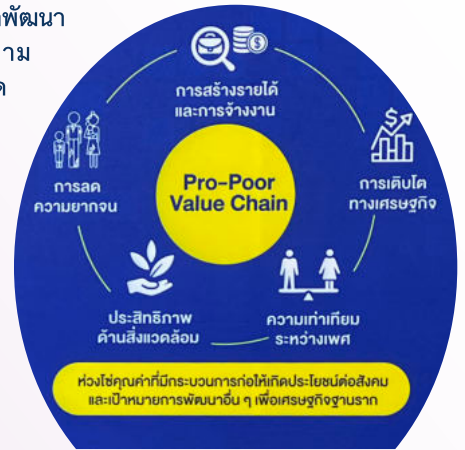 พัฒนา
การสร้างรายได้
และการจ้างงาน
การลด
ความยากจน
Pro-Poor
Value Chain
การเติบโต
ทางเศรษฐกิจ
ประสิทธิภาพ
ด้านสิ่งแวดล้อม
ความเท่าเทียม
ระหว่างเพศ
ห่วงโซ่คุณค่าที่มีกระบวนการก่อให้เกิดประโยชน์ต่อสังคม
และเป้าหมายการพัฒนาอื่น ๆ เพื่อเศรษฐกิจฐานราก